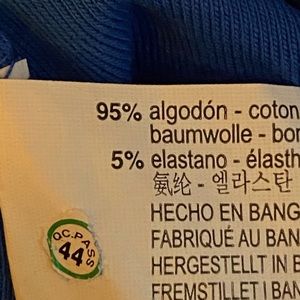 95% algodón - coton
baumwolle - bor
5% elastano - élasth
氨纶 - 엘라스탄
HECHO EN BANG
FABRIQUÉ AU BAN
HERGESTELLT IN B
FREMSTILLET I BAN
Q.C. PASS
44